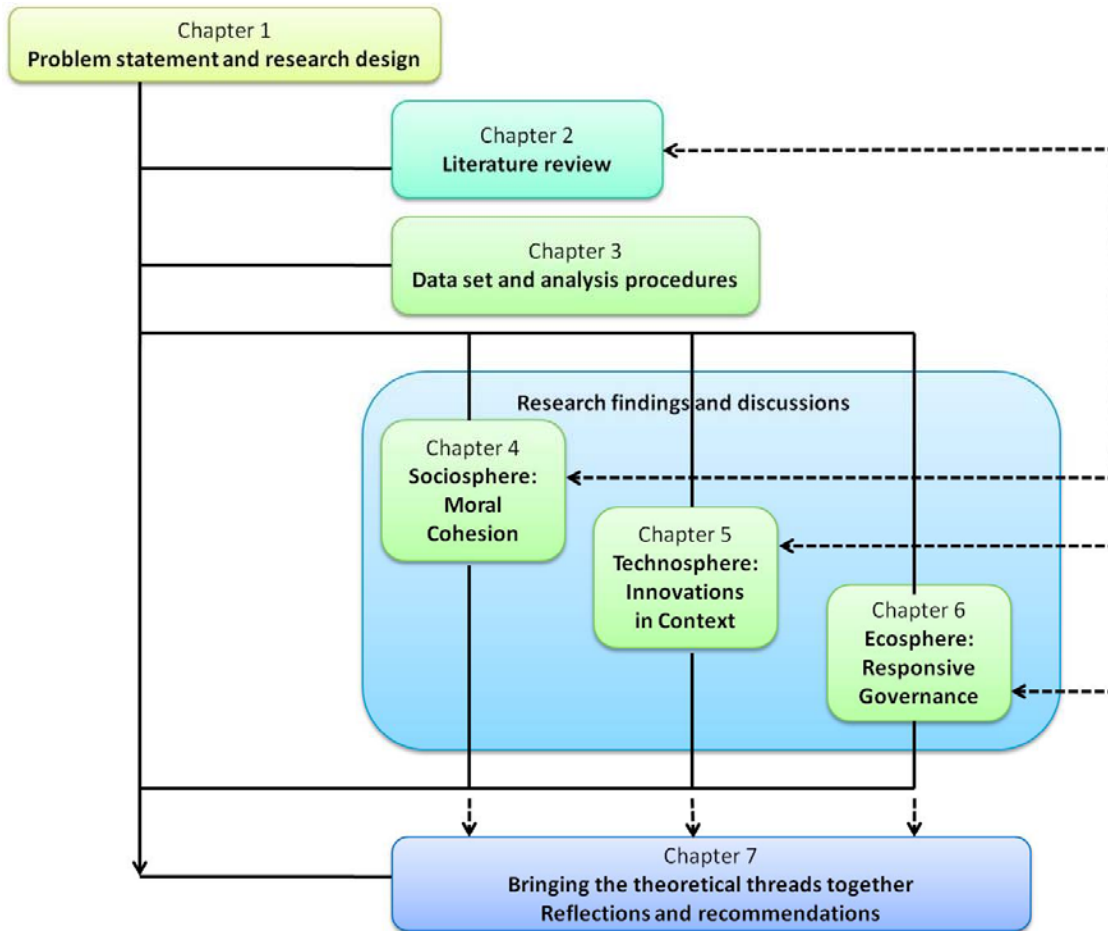 Chapter 1
Problem statement and research design
Chapter 2
Literature review
Chapter 3
Data set and analysis procedures
Research findings and discussions
Chapter 4
Sociosphere:
Moral
Cohesion
Chapter 5
Technosphere:
Innovations
in Context
Chapter 6
Ecosphere:
Responsive
Governance
Chapter 7
Bringing the theoretical threads together
Reflections and recommendations